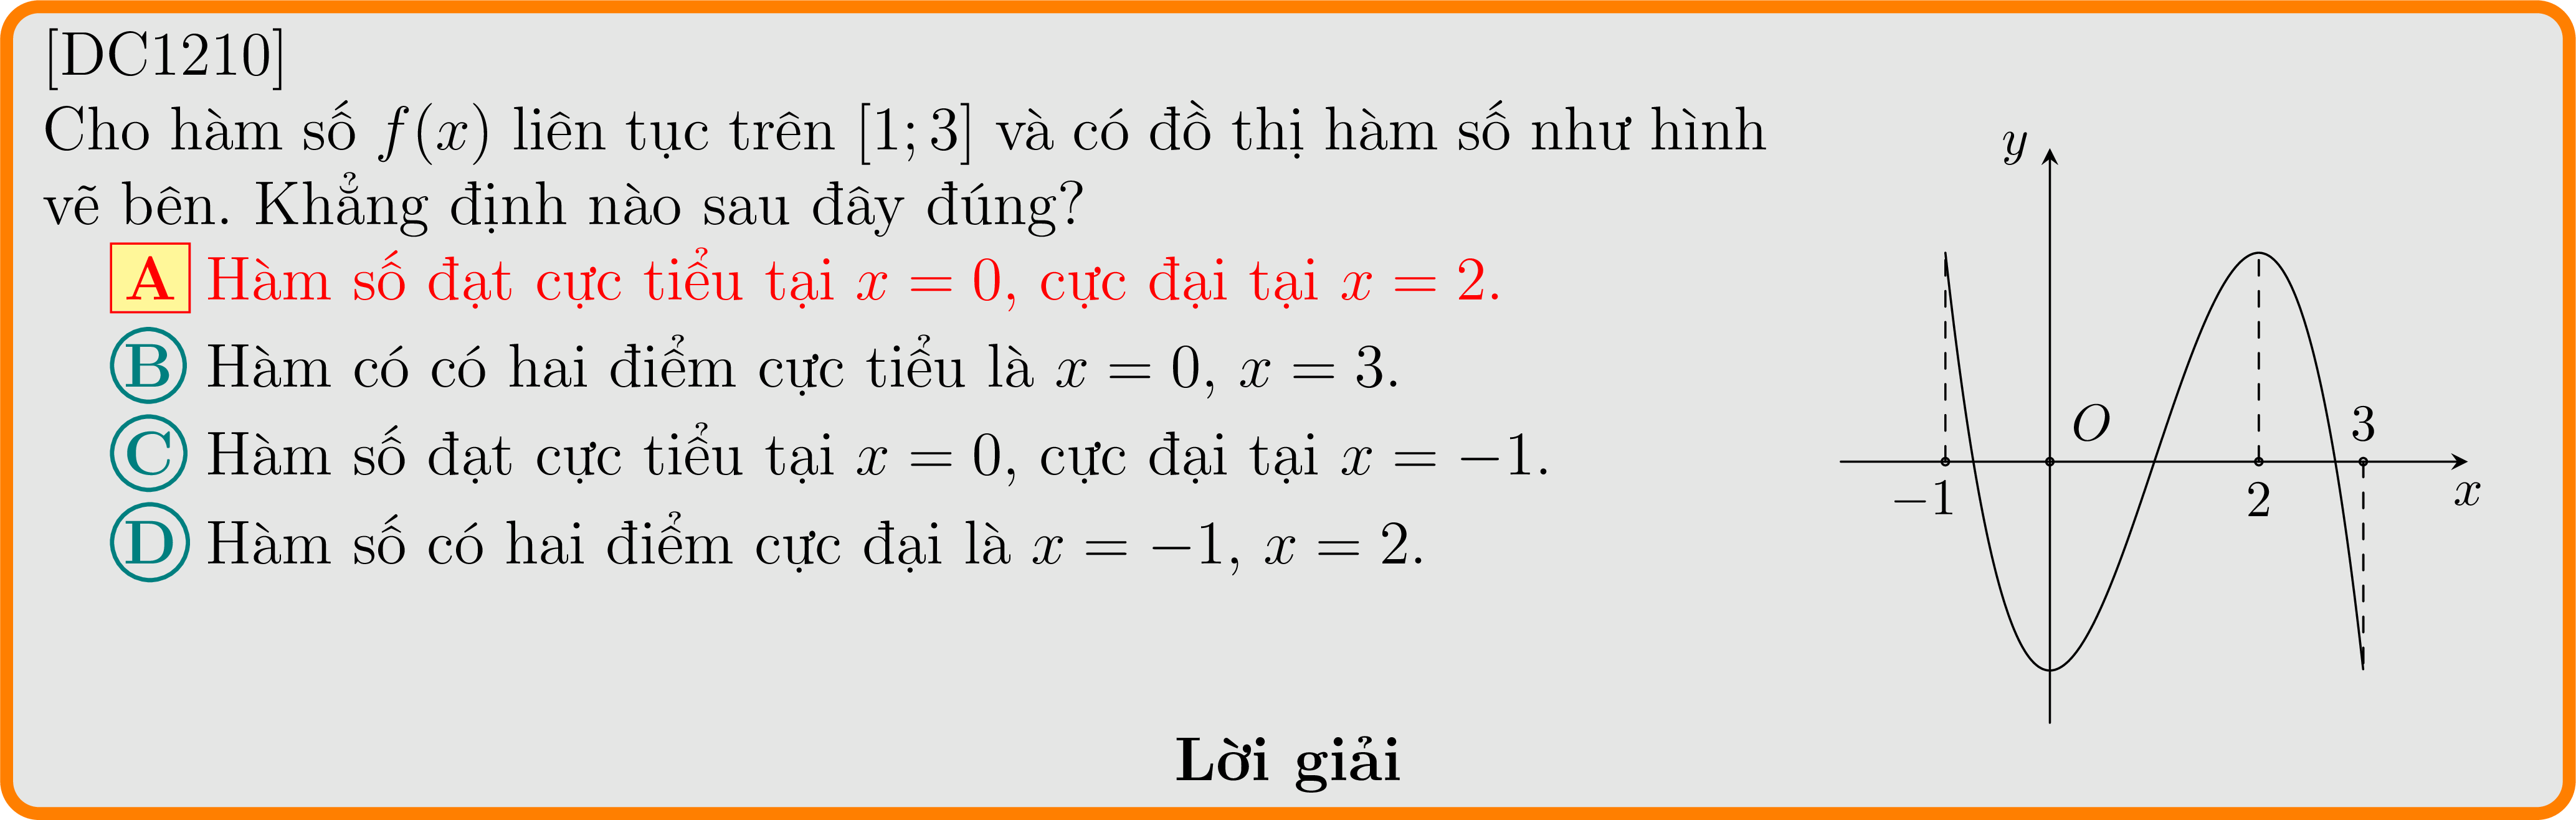 [DC1210]
Cho hàm số f(x) liên tục trên [1; 3] và có đồ thị hàm số như hình
vẽ bên. Khẳng định nào sau đây đúng?
A Hàm số đạt cực tiểu tại x = 0, cực đại tại x = 2.
B Hàm có có hai điểm cực tiểu là x = 0, x = 3.
C Hàm số đạt cực tiểu tại x = 0, cực đại tại x = −1.
D Hàm số có hai điểm cực đại là x = −1, x = 2.
y
O
3
−1
2
x
Lời giải